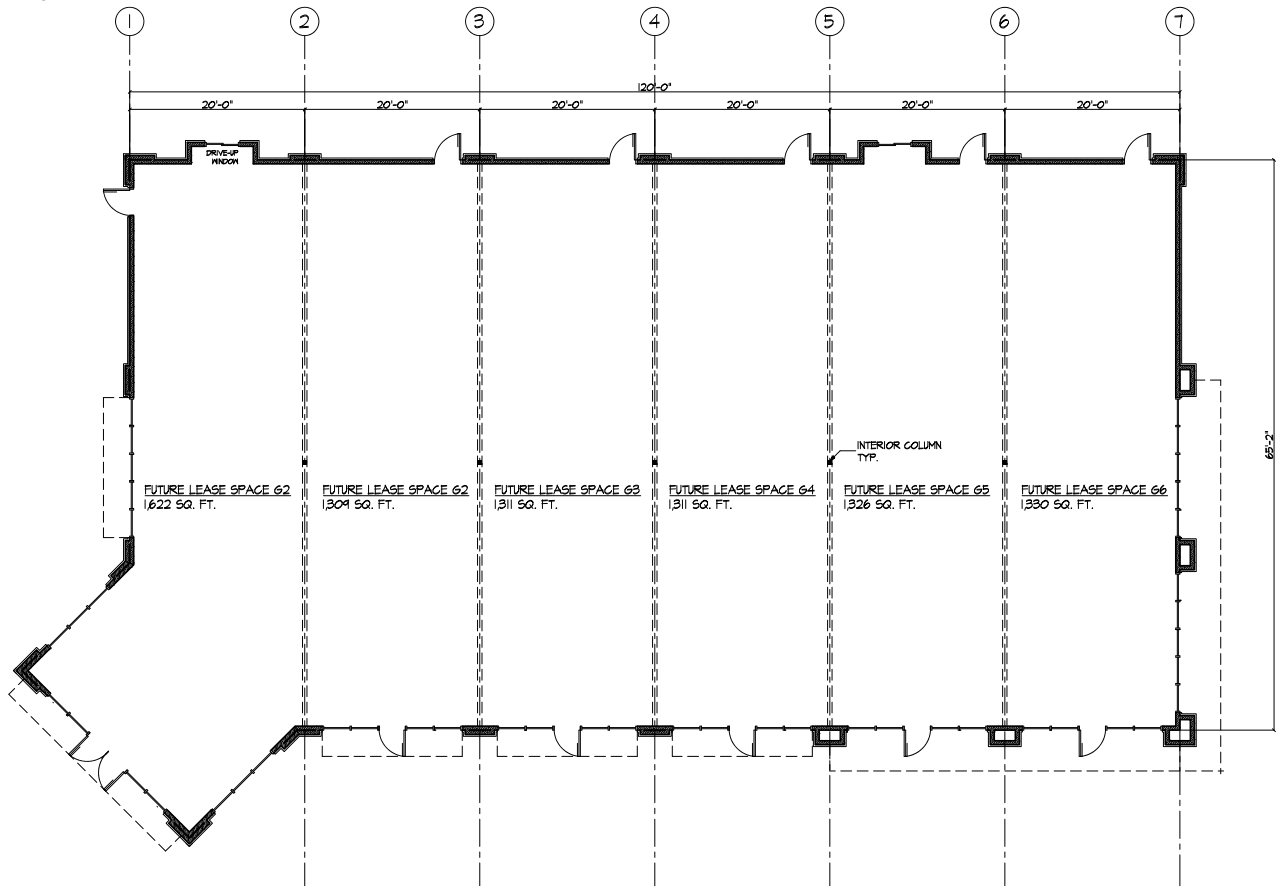 1 2 3 4 5 6 7
120'-0"
20'-0" 20'-0" 20'-0" 20'-0" 20'-0" 20'-0"
DRIVE-UP
WINDOW
65'-2"
INTERIOR COLUMN
TYP.
FUTURE LEASE SPACE G2
1,622 SQ. FT.
FUTURE LEASE SPACE G2
1,309 SQ. FT.
FUTURE LEASE SPACE G3
1,311 SQ. FT.
FUTURE LEASE SPACE G4
1,311 SQ. FT.
FUTURE LEASE SPACE G5
1,326 SQ. FT.
FUTURE LEASE SPACE G6
1,330 SQ. FT.